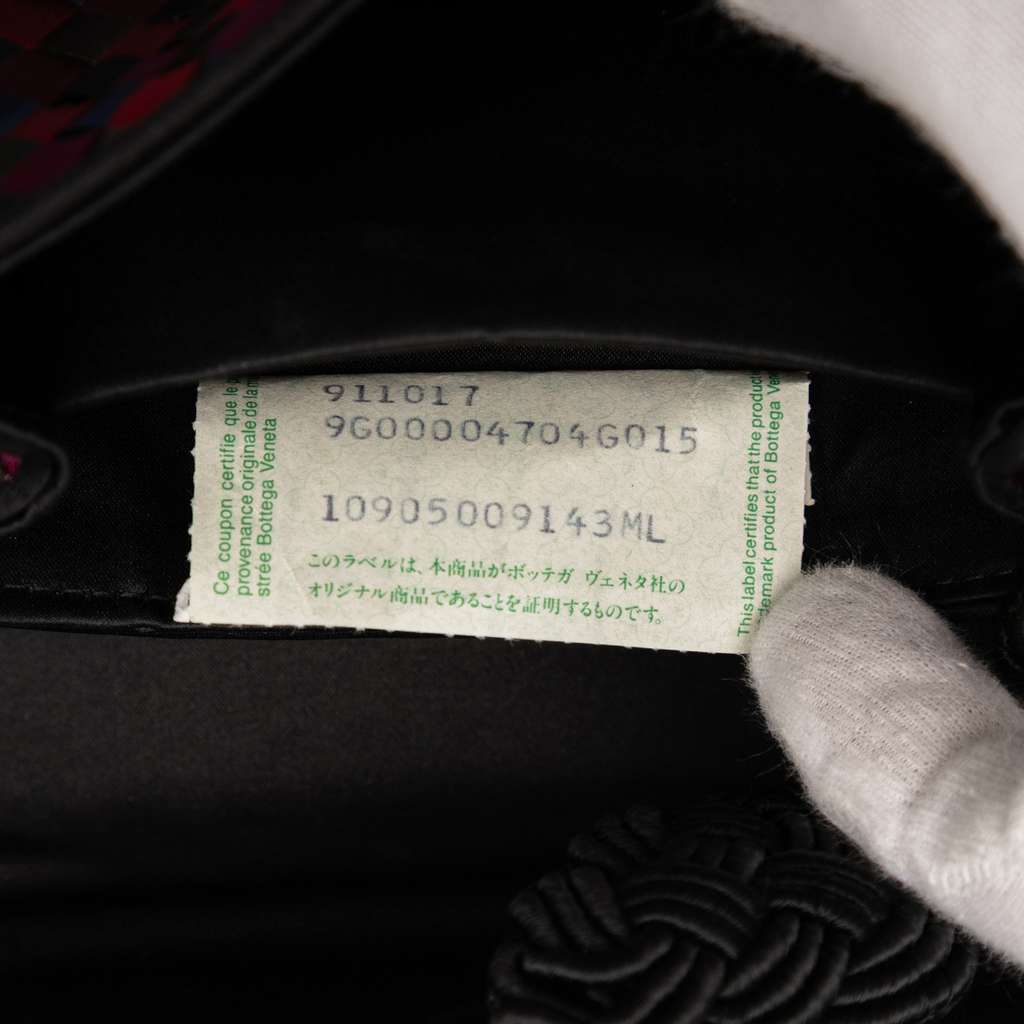 911017
9G00004704G015
10905009143ML
このラベルは、本商品がボッテガ ヴェネタ社の
オリジナル商品であることを証明するものです。
Ce coupon certifie que le
provenance originale de la
strée Bottega Veneta
This label certifies that the product
product of Bottega